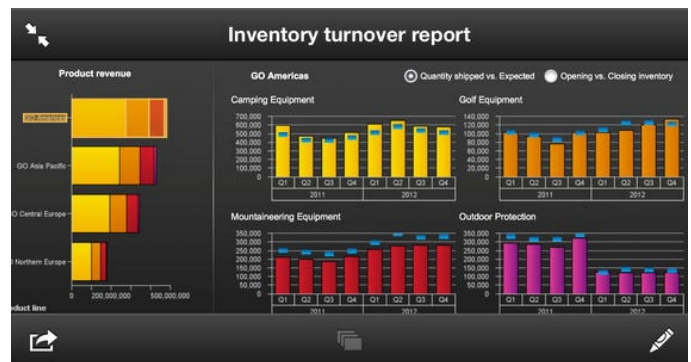 Inventory turnover report
Product revenue
GO Americas
Quantity shipped vs. Expected
Opening vs. Closing inventory
GO Asia Pacific
O Central Europe
Northern Europe
0
200,000,000
500,000,000
duct line
Camping Equipment
700,000
600,000
500,000
400,000
300,000
200,000
100,000
0
Q1 Q2 Q3 Q4 Q1 Q2 Q3 Q4
2011 2012
Golf Equipment
140,000
120,000
100,000
80,000
60,000
40,000
20,000
0
Q1 Q2 Q3 Q4 Q1 Q2 Q3 Q4
2011 2012
Mountaineering Equipment
350,000
300,000
250,000
200,000
150,000
100,000
50,000
0
Q1 Q2 Q3 Q4 Q1 Q2 Q3 Q4
2011 2012
Outdoor Protection
350,000
300,000
250,000
200,000
150,000
100,000
50,000
0
Q1 Q2 Q3 Q4 Q1 Q2 Q3 Q4
2011 2012